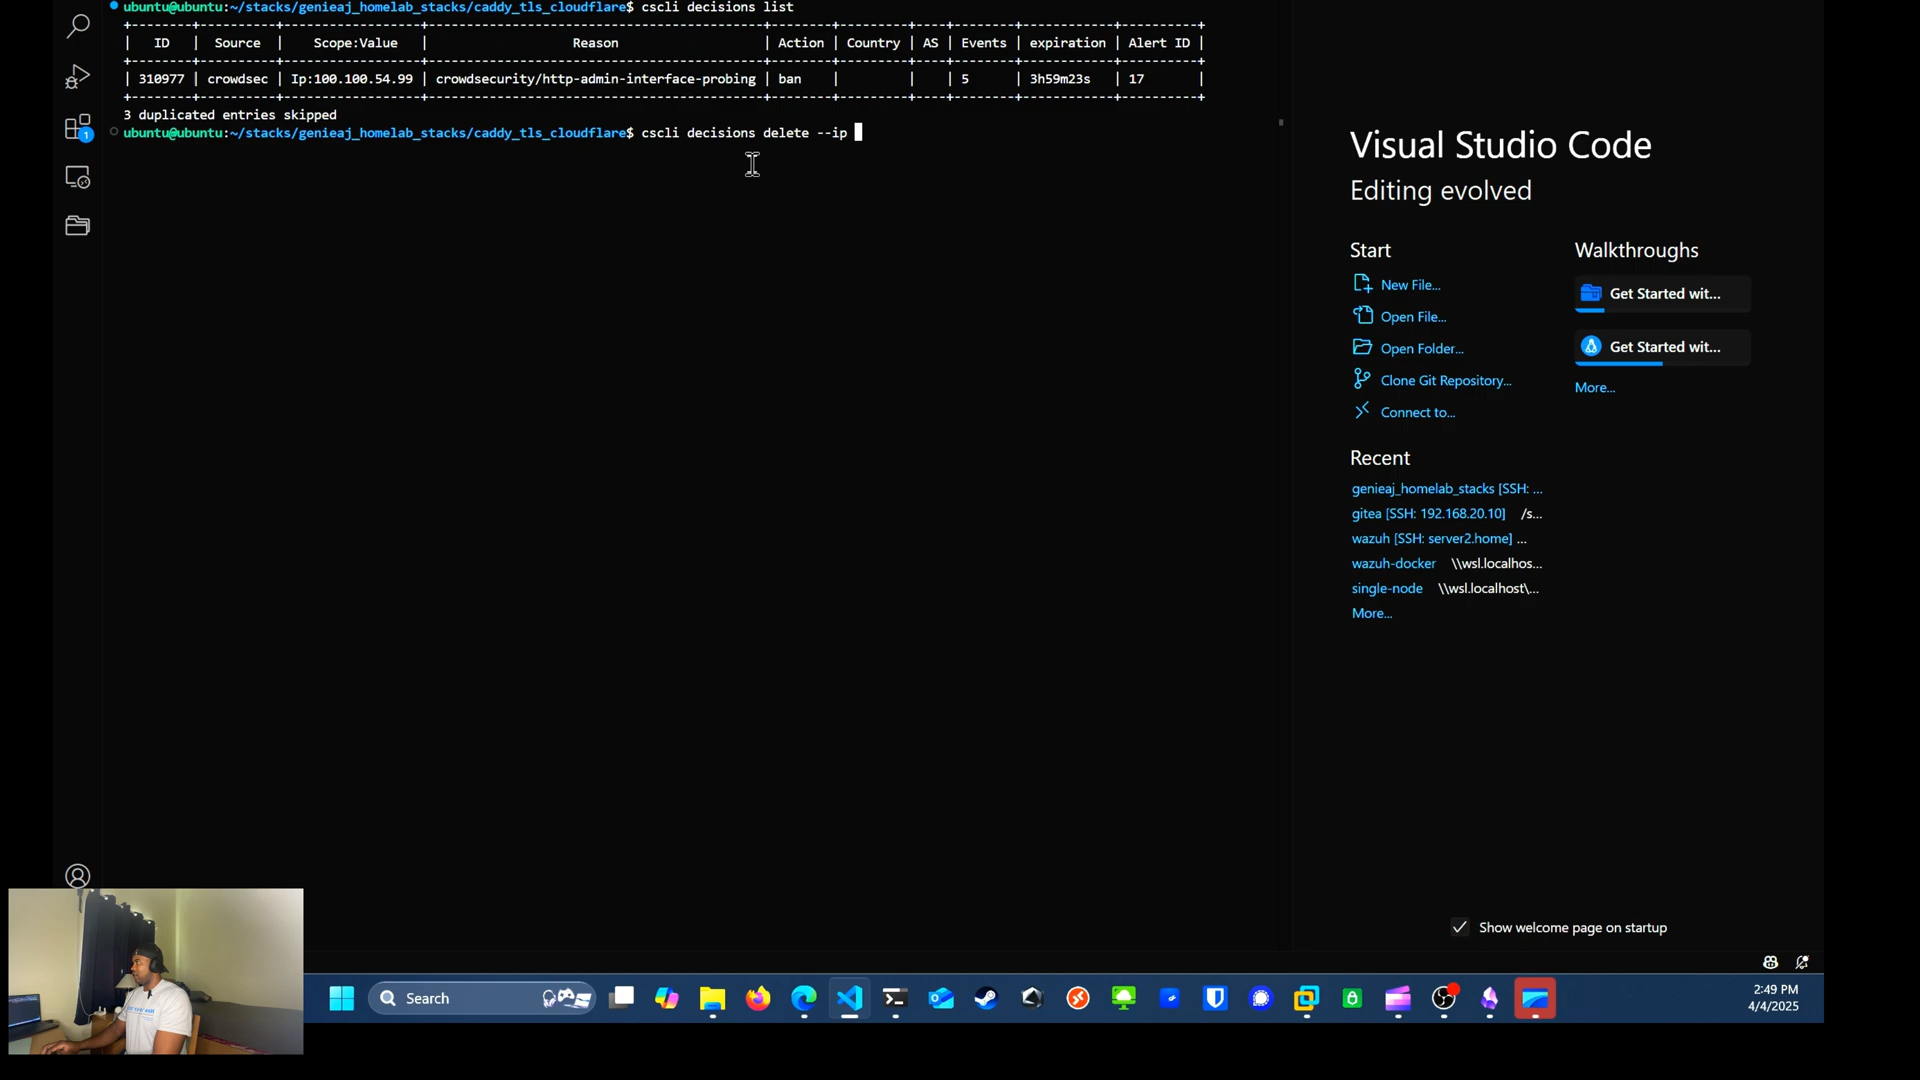 ubuntu@ubuntu:~/stacks/genieaj_homelab_stacks/caddy_tls_cloudflare$ cscli decisions list
+--------+----------+------------------+--------------------------------------------+--------+---------+----+--------+------------+----------+
| ID | Source | Scope:Value | Reason | Action | Country | AS | Events | expiration | Alert ID |
+--------+----------+------------------+--------------------------------------------+--------+---------+----+--------+------------+----------+
| 310977 | crowdsec | Ip:100.100.54.99 | crowdsecurity/http-admin-interface-probing | ban | | | 5 | 3h59m23s | 17 |
+--------+----------+------------------+--------------------------------------------+--------+---------+----+--------+------------+----------+
3 duplicated entries skipped
ubuntu@ubuntu:~/stacks/genieaj_homelab_stacks/caddy_tls_cloudflare$ cscli decisions delete --ip
1
Visual Studio Code
Editing evolved
Start
New File...
Open File...
Open Folder...
Clone Git Repository...
Connect to...
Walkthroughs
Get Started wit...
Get Started wit...
More...
Recent
genieaj_homelab_stacks [SSH: ...
gitea [SSH: 192.168.20.10] /s...
wazuh [SSH: server2.home] ...
wazuh-docker \\wsl.localhos...
single-node \\wsl.localhost\...
More...
Show welcome page on startup
Search
2:49 PM
4/4/2025